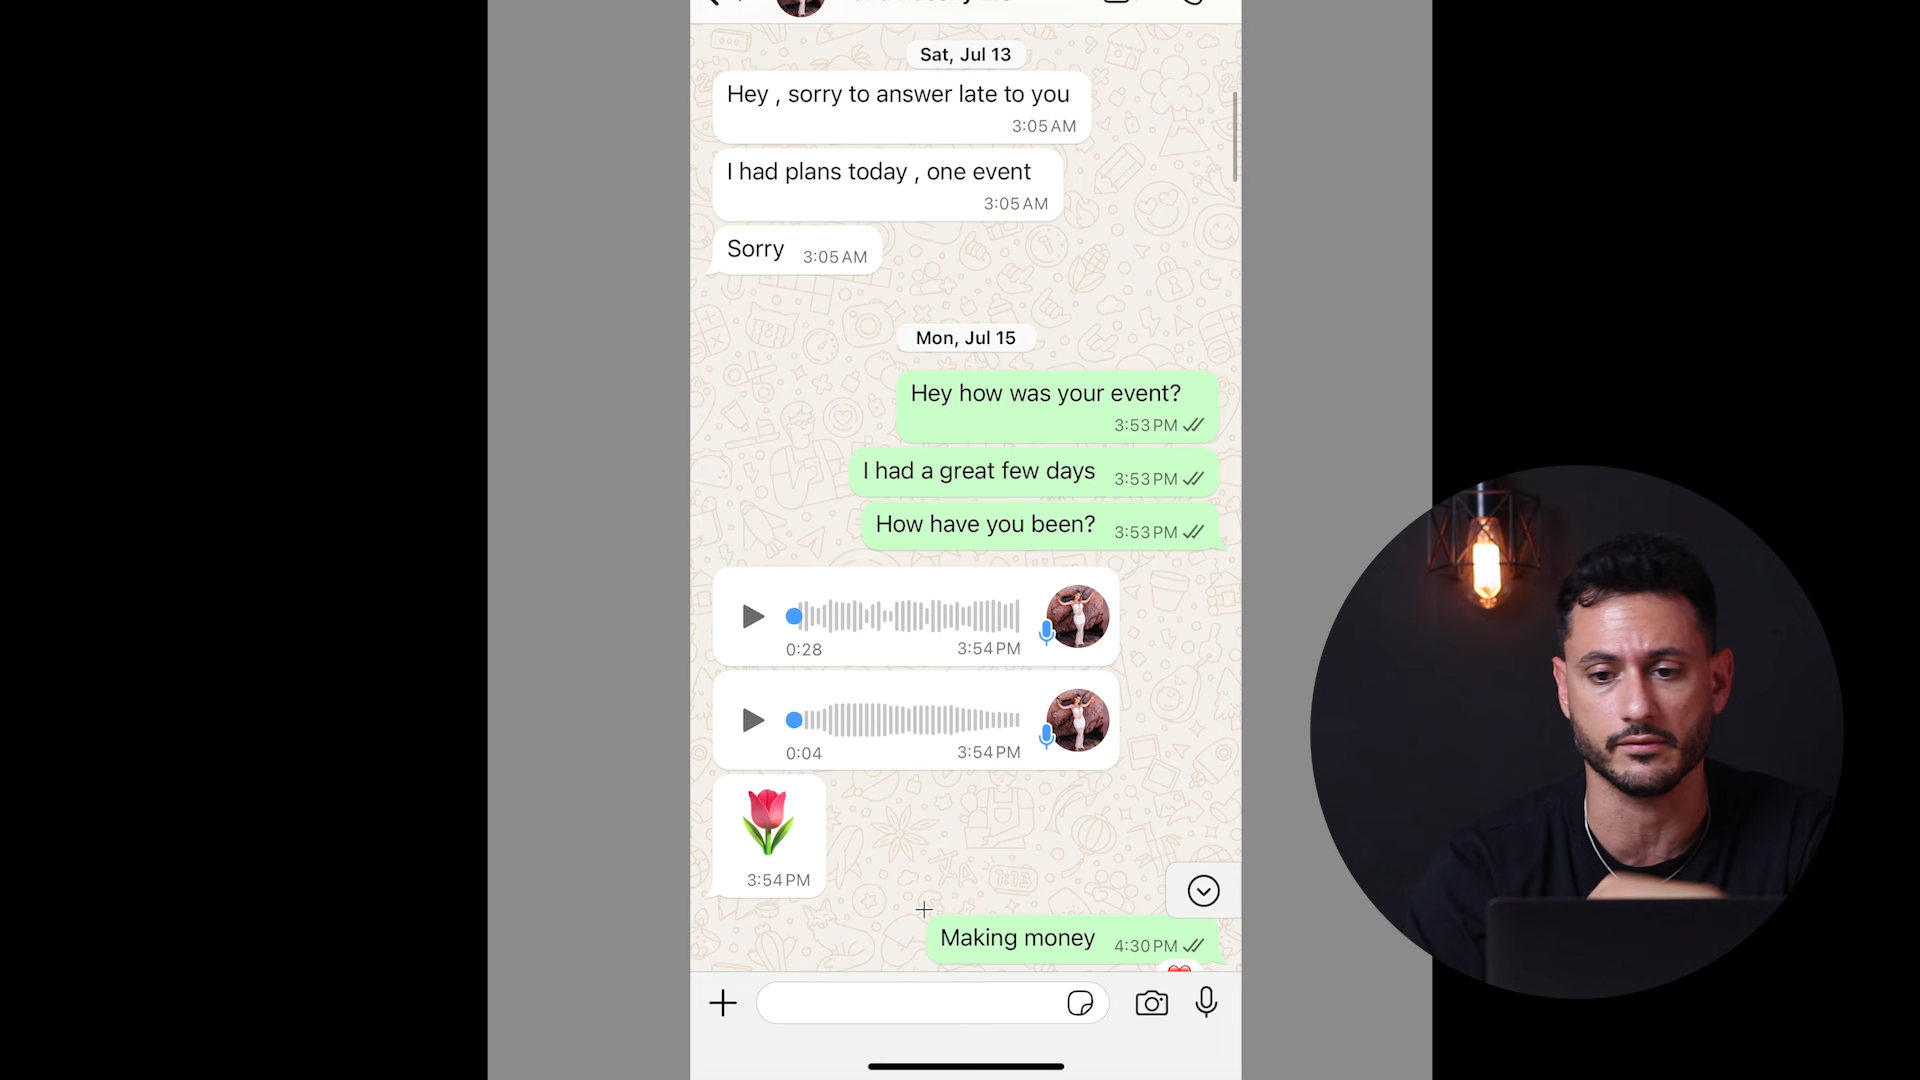 Sat, Jul 13
Hey , sorry to answer late to you
3:05 AM
I had plans today , one event
3:05 AM
Sorry 3:05 AM
Mon, Jul 15
Hey how was your event?
3:53 PM
I had a great few days 3:53 PM
How have you been? 3:53 PM
0:28 3:54 PM
0:04 3:54 PM
3:54 PM
Making money 4:30 PM